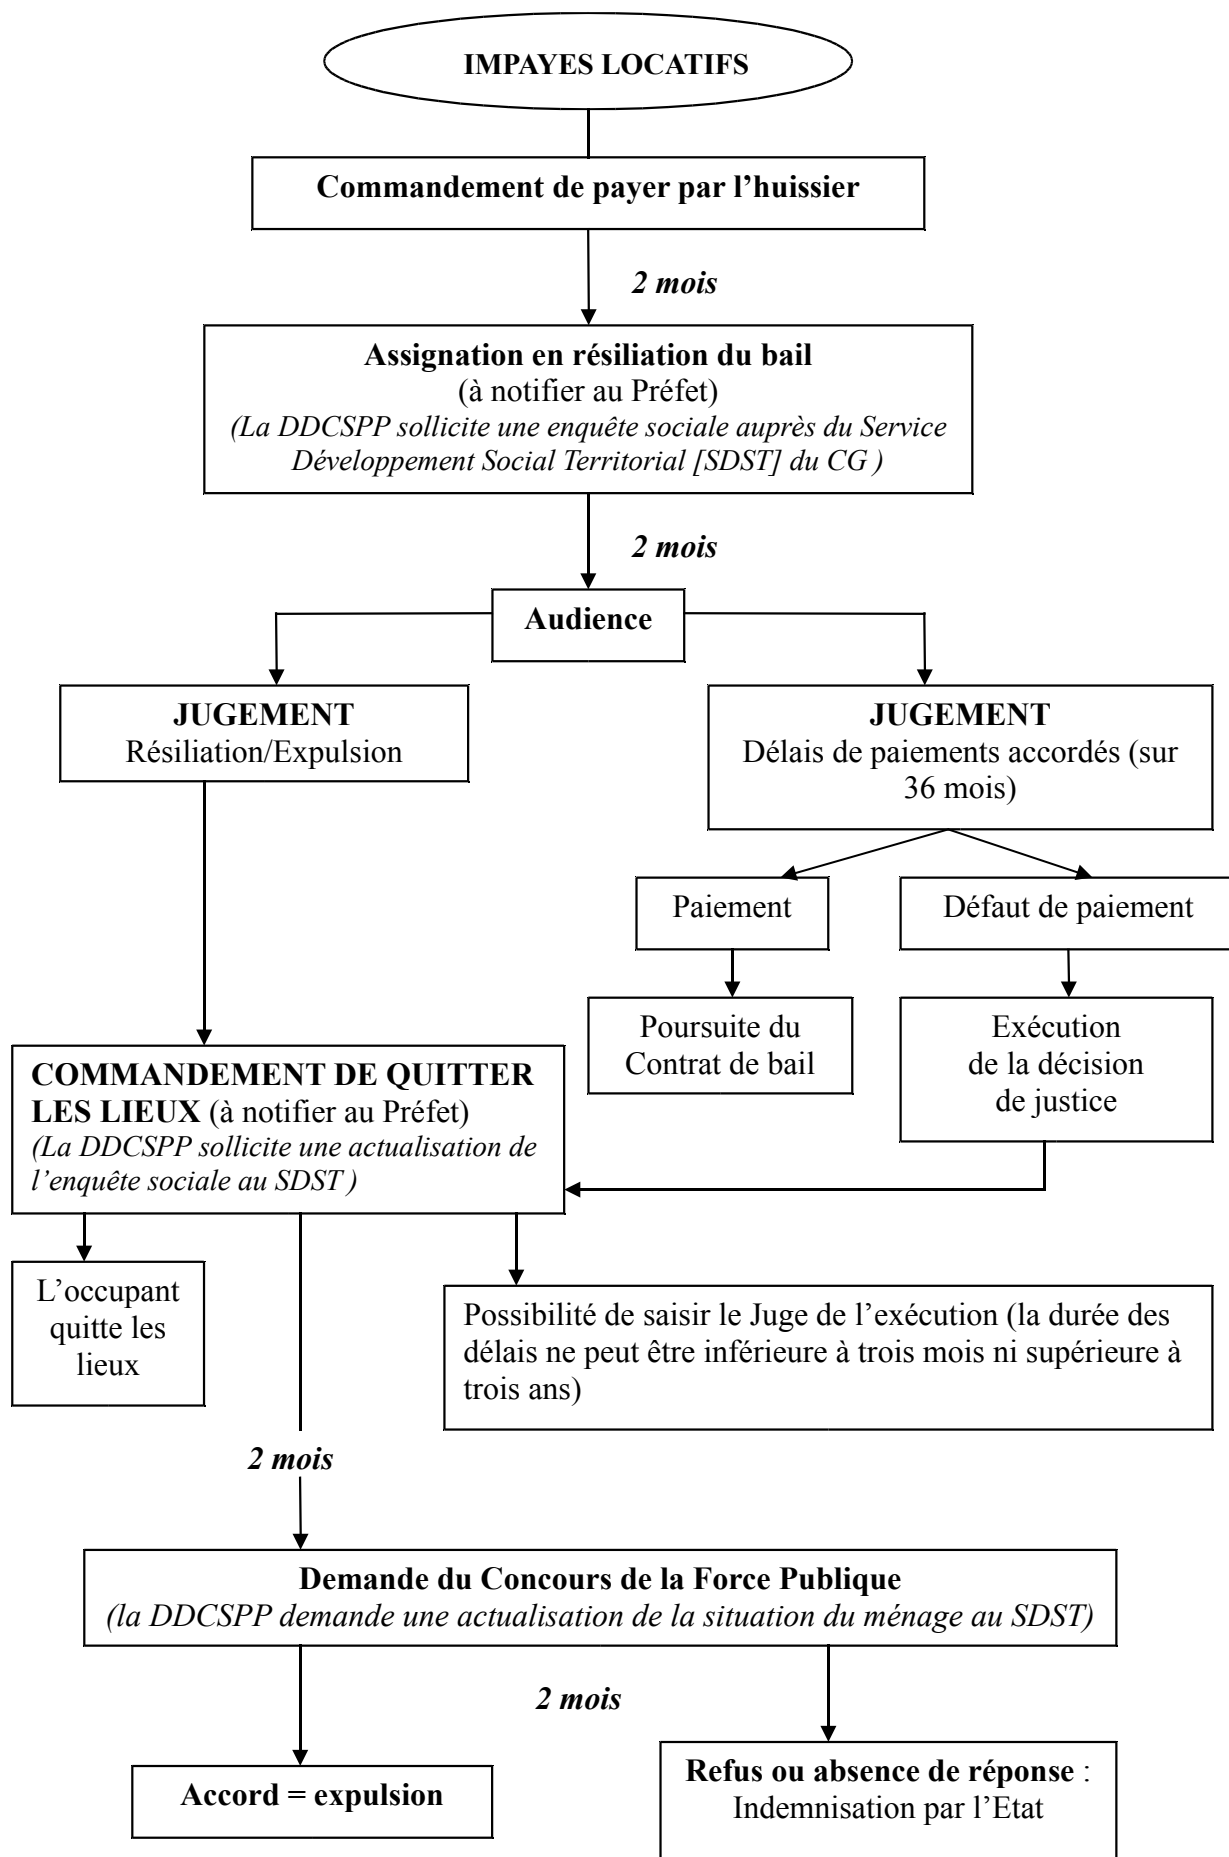 IMPAYES LOCATIFS
Commandement de payer par l’huissier
2 mois
Assignation en résiliation du bail
(à notifier au Préfet)
(La DDCSPP sollicite une enquête sociale auprès du Service
Développement Social Territorial [SDST] du CG )
2 mois
Audience
JUGEMENT
Résiliation/Expulsion
JUGEMENT
Délais de paiements accordés (sur
36 mois)
Paiement
Défaut de paiement
Poursuite du
Contrat de bail
Exécution
de la décision
de justice
COMMANDEMENT DE QUITTER
LES LIEUX (à notifier au Préfet)
(La DDCSPP sollicite une actualisation de
l’enquête sociale au SDST )
L’occupant
quitte les
lieux
Possibilité de saisir le Juge de l’exécution (la durée des
délais ne peut être inférieure à trois mois ni supérieure à
trois ans)
2 mois
Demande du Concours de la Force Publique
(la DDCSPP demande une actualisation de la situation du ménage au SDST)
2 mois
Accord = expulsion
Refus ou absence de réponse :
Indemnisation par l’Etat